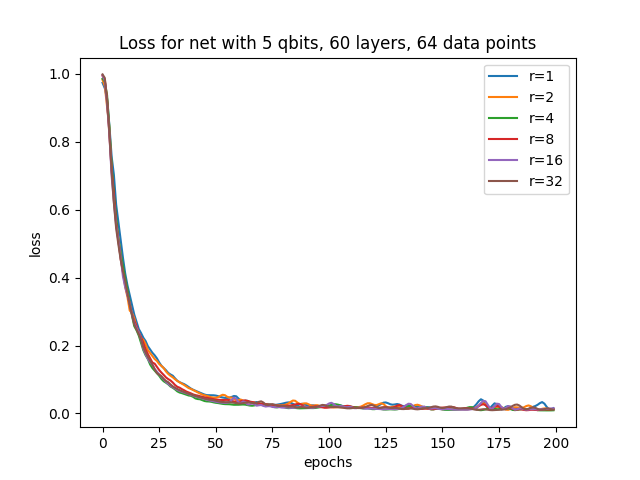 Loss for net with 5 qbits, 60 layers, 64 data points
1.0
0.8
0.6
0.4
0.2
0.0
loss
r=1
r=2
r=4
r=8
r=16
r=32
0 25 50 75 100 125 150 175 200
epochs